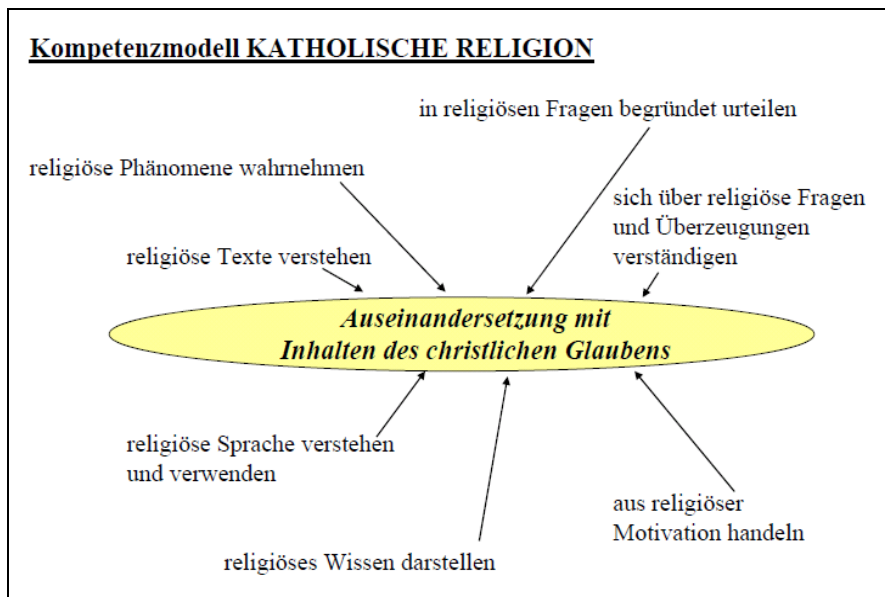 Kompetenzmodell KATHOLISCHE RELIGION
in religiösen Fragen begründet urteilen
religiöse Phänomene wahrnehmen
sich über religiöse Fragen
und Überzeugungen
verständigen
religiöse Texte verstehen
Auseinandersetzung mit
Inhalten des christlichen Glaubens
religiöse Sprache verstehen
und verwenden
aus religiöser
Motivation handeln
religiöses Wissen darstellen